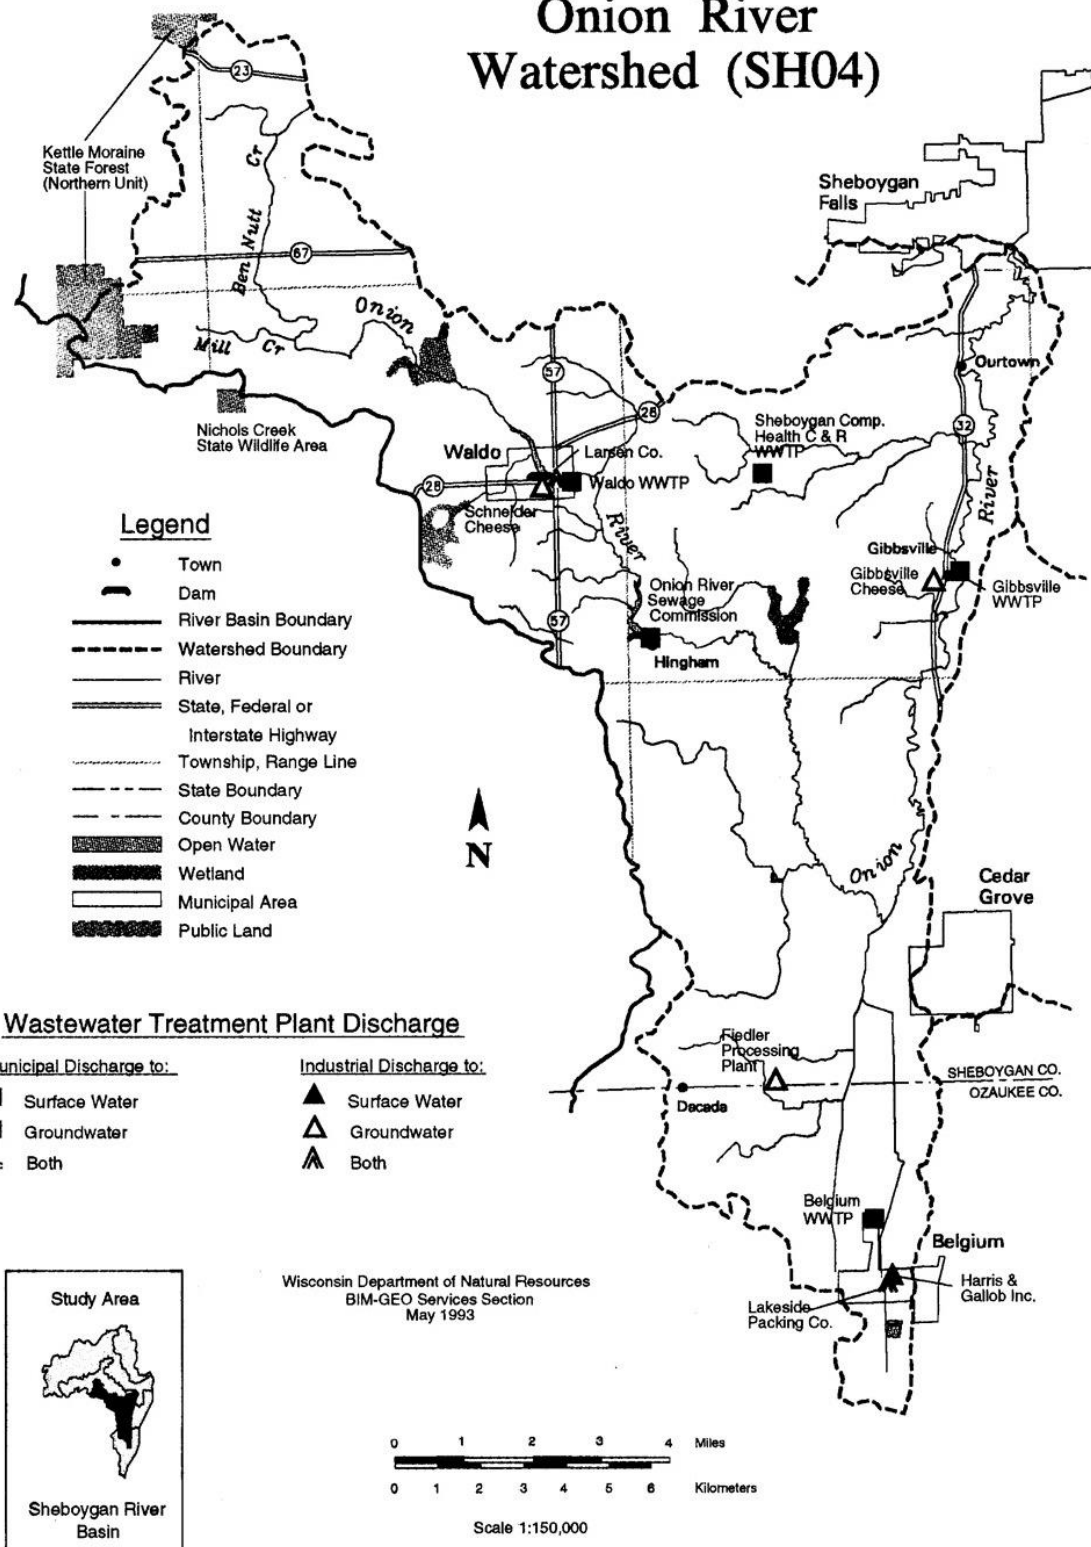 Onion River
Watershed (SH04)
23
Kettle Moraine
State Forest
(Northern Unit)
Ben Nutt Cr
67
Onion
Mill Cr
Nichols Creek
State Wildlife Area
Sheboygan
Falls
57
28
Ourtown
32
River
Sheboygan Comp.
Health C & R
WWTP
Waldo
Larsen Co.
28
Waldo WWTP
Schneider
Cheese
River
Gibbsville
Gibbsville
Cheese
Gibbsville
WWTP
Onion River
Sewage
Commission
57
Hingham
Onion
Cedar
Grove
Fiedler
Processing
Plant
SHEBOYGAN CO.
OZAUKEE CO.
Dacada
Belgium
WWTP
Belgium
Harris &
Gallob Inc.
Lakeside
Packing Co.
Legend
Town
Dam
River Basin Boundary
Watershed Boundary
River
State, Federal or
Interstate Highway
Township, Range Line
State Boundary
County Boundary
Open Water
Wetland
Municipal Area
Public Land
N
Wastewater Treatment Plant Discharge
unicipal Discharge to:
Surface Water
Groundwater
Both
Industrial Discharge to:
Surface Water
Groundwater
Both
Study Area
Sheboygan River
Basin
Wisconsin Department of Natural Resources
BIM-GEO Services Section
May 1993
0 1 2 3 4 Miles
0 1 2 3 4 5 6 Kilometers
Scale 1:150,000